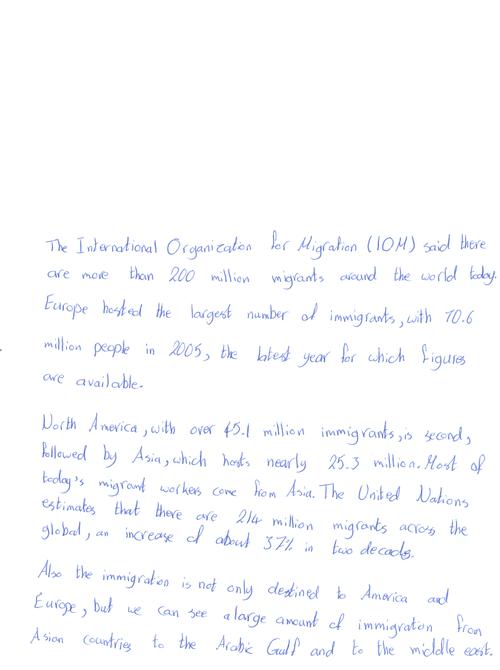 The International Organization for Migration (IOM) said there
are more than 200 million migrants around the world today.
Europe hosted the largest number of immigrants, with 70.6
million people in 2005, the latest year for which figures
are available.
North America, with over 45.1 million immigrants, is second,
followed by Asia, which hosts nearly 25.3 million. Most of
today's migrant workers come from Asia. The United Nations
estimates that there are 214 million migrants across the
global, an increase of about 37% in two decades.
Also the immigration is not only destined to America and
Europe, but we can see a large amount of immigration from
Asian countries to the Arabic Gulf and to the middle east.